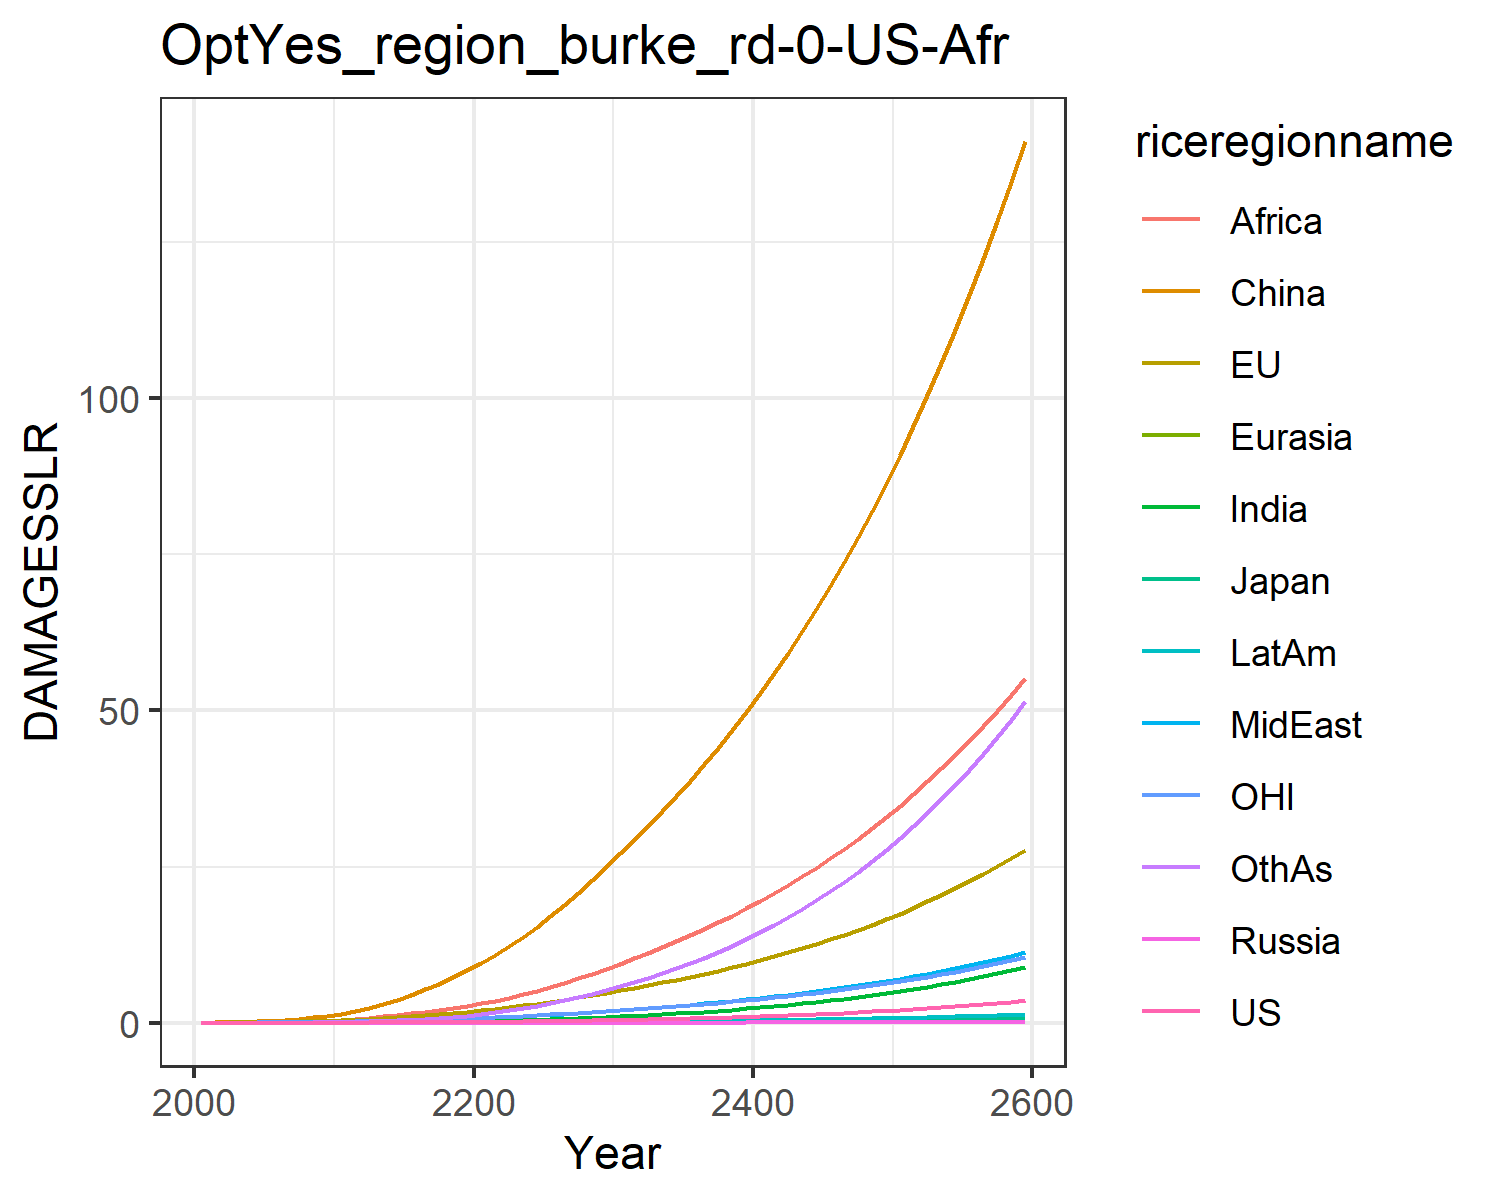 OptYes_region_burke_rd-0-US-Afr
DAMAGESSLR
100
50
0
2000
2200
2400
2600
Year
riceregionname
Africa
China
EU
Eurasia
India
Japan
LatAm
MidEast
OHI
OthAs
Russia
US